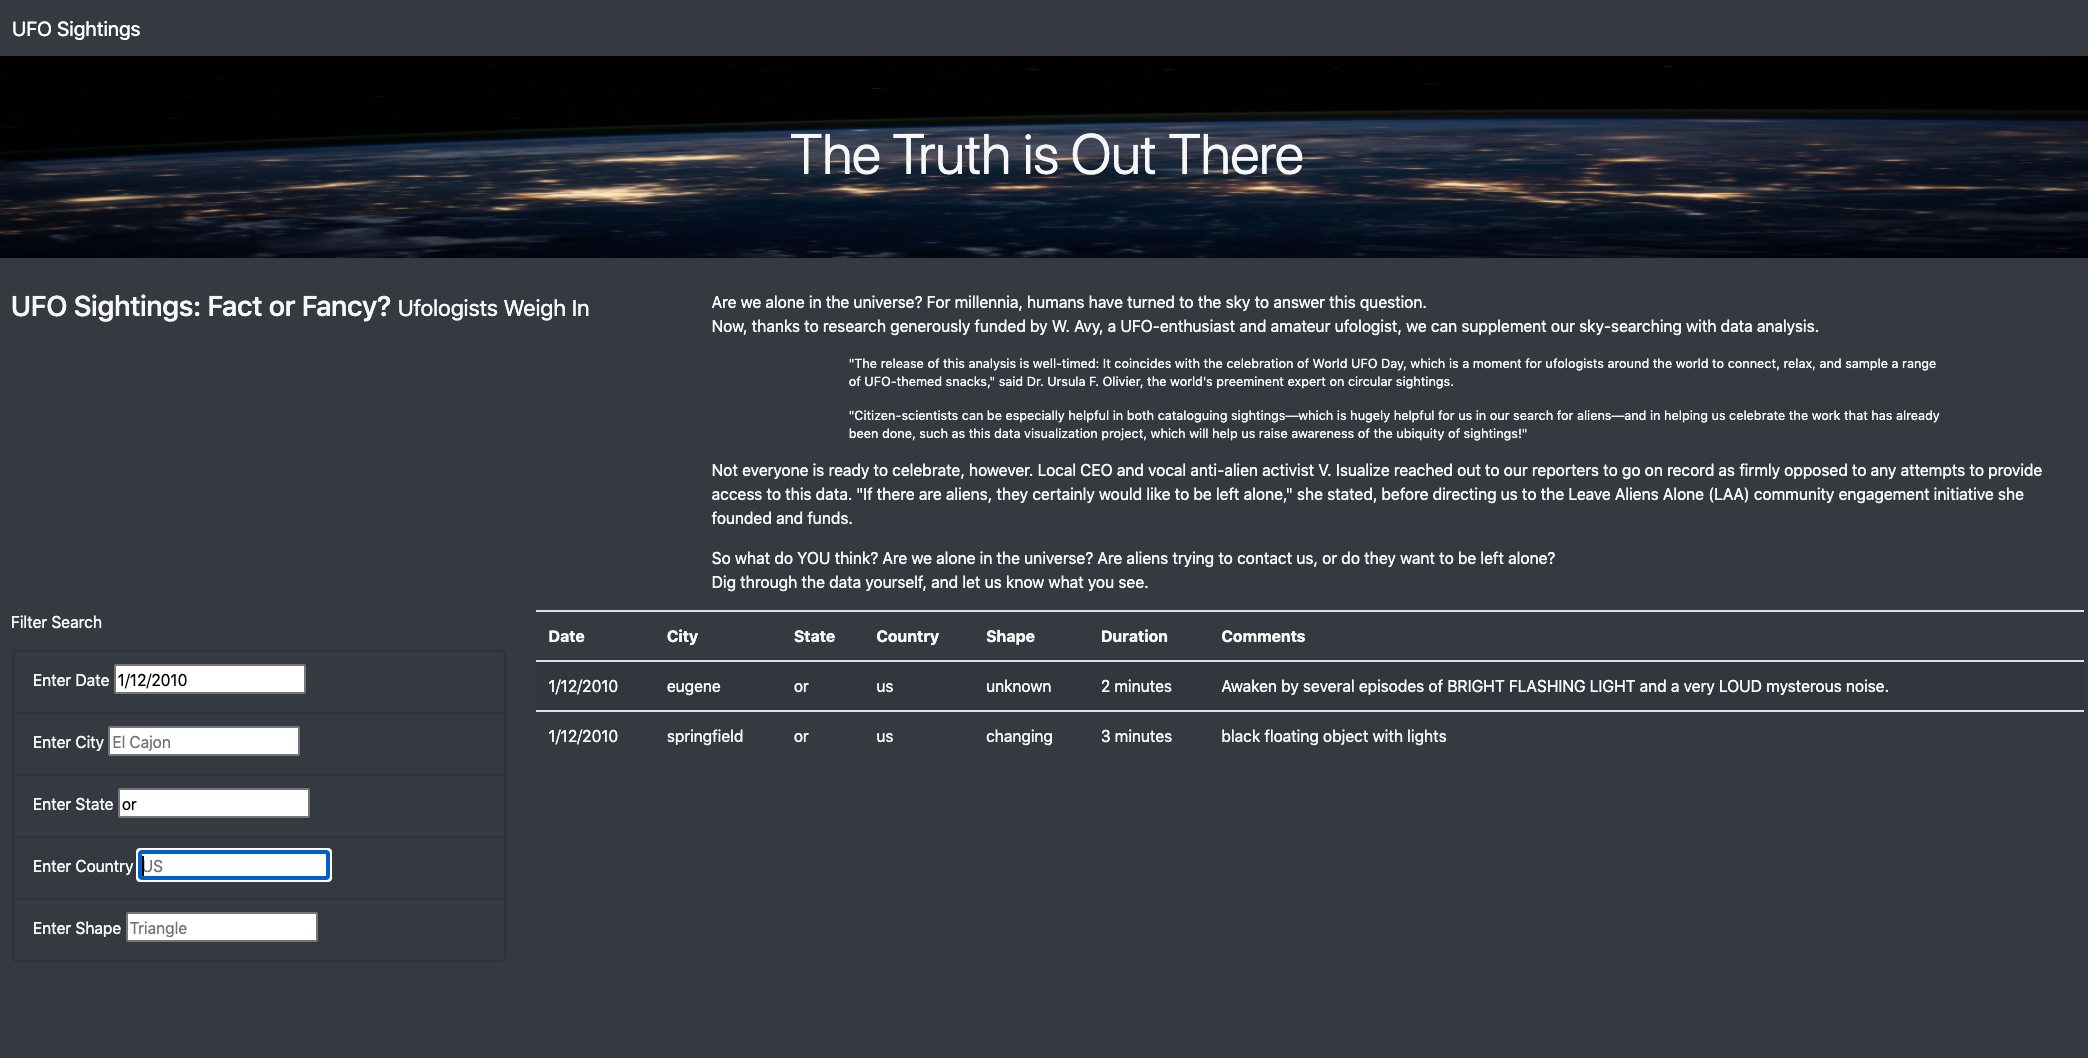 UFO Sightings
The Truth is Out There
UFO Sightings: Fact or Fancy? Ufologists Weigh In
Are we alone in the universe? For millennia, humans have turned to the sky to answer this question.
Now, thanks to research generously funded by W. Avy, a UFO-enthusiast and amateur ufologist, we can supplement our sky-searching with data analysis.
"The release of this analysis is well-timed: It coincides with the celebration of World UFO Day, which is a moment for ufologists around the world to connect, relax, and sample a range
of UFO-themed snacks," said Dr. Ursula F. Olivier, the world's preeminent expert on circular sightings.
"Citizen-scientists can be especially helpful in both cataloguing sightings—which is hugely helpful for us in our search for aliens—and in helping us celebrate the work that has already
been done, such as this data visualization project, which will help us raise awareness of the ubiquity of sightings!"
Not everyone is ready to celebrate, however. Local CEO and vocal anti-alien activist V. Isualize reached out to our reporters to go on record as firmly opposed to any attempts to provide
access to this data. "If there are aliens, they certainly would like to be left alone," she stated, before directing us to the Leave Aliens Alone (LAA) community engagement initiative she
founded and funds.
So what do YOU think? Are we alone in the universe? Are aliens trying to contact us, or do they want to be left alone?
Dig through the data yourself, and let us know what you see.
Filter Search
Enter Date 1/12/2010
Enter City El Cajon
Enter State or
Enter Country US
Enter Shape Triangle
Date City State Country Shape Duration Comments
1/12/2010 eugene or us unknown 2 minutes Awaken by several episodes of BRIGHT FLASHING LIGHT and a very LOUD mysterous noise.
1/12/2010 springfield or us changing 3 minutes black floating object with lights